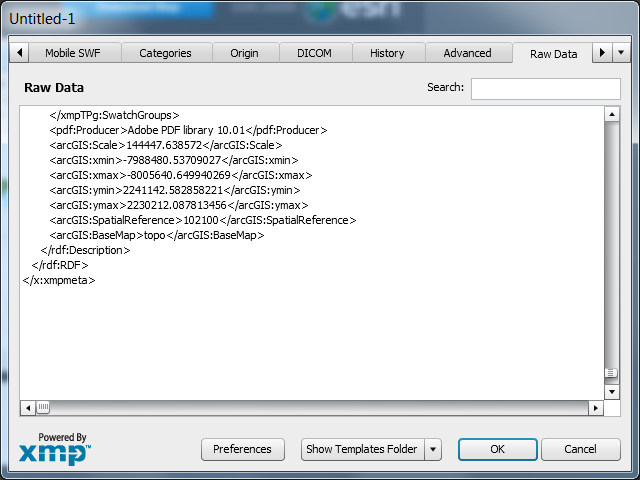 esri
Untitled-1
Mobile SWF
Categories
Origin
DICOM
History
Advanced
Raw Data
Raw Data
Search:
</xmpTPg:SwatchGroups>
<pdf:Producer>Adobe PDF library 10.01</pdf:Producer>
<arcGIS:Scale>144447.638572</arcGIS:Scale>
<arcGIS:xmin>-7988480.53709027</arcGIS:xmin>
<arcGIS:xmax>-8005640.649940269</arcGIS:xmax>
<arcGIS:ymin>2241142.582858221</arcGIS:ymin>
<arcGIS:ymax>2230212.087813456</arcGIS:ymax>
<arcGIS:SpatialReference>102100</arcGIS:SpatialReference>
<arcGIS:BaseMap>topo</arcGIS:BaseMap>
</rdf:Description>
</rdf:RDF>
</x:xmpmeta>
Powered By
xmp™
Preferences
Show Templates Folder
OK
Cancel